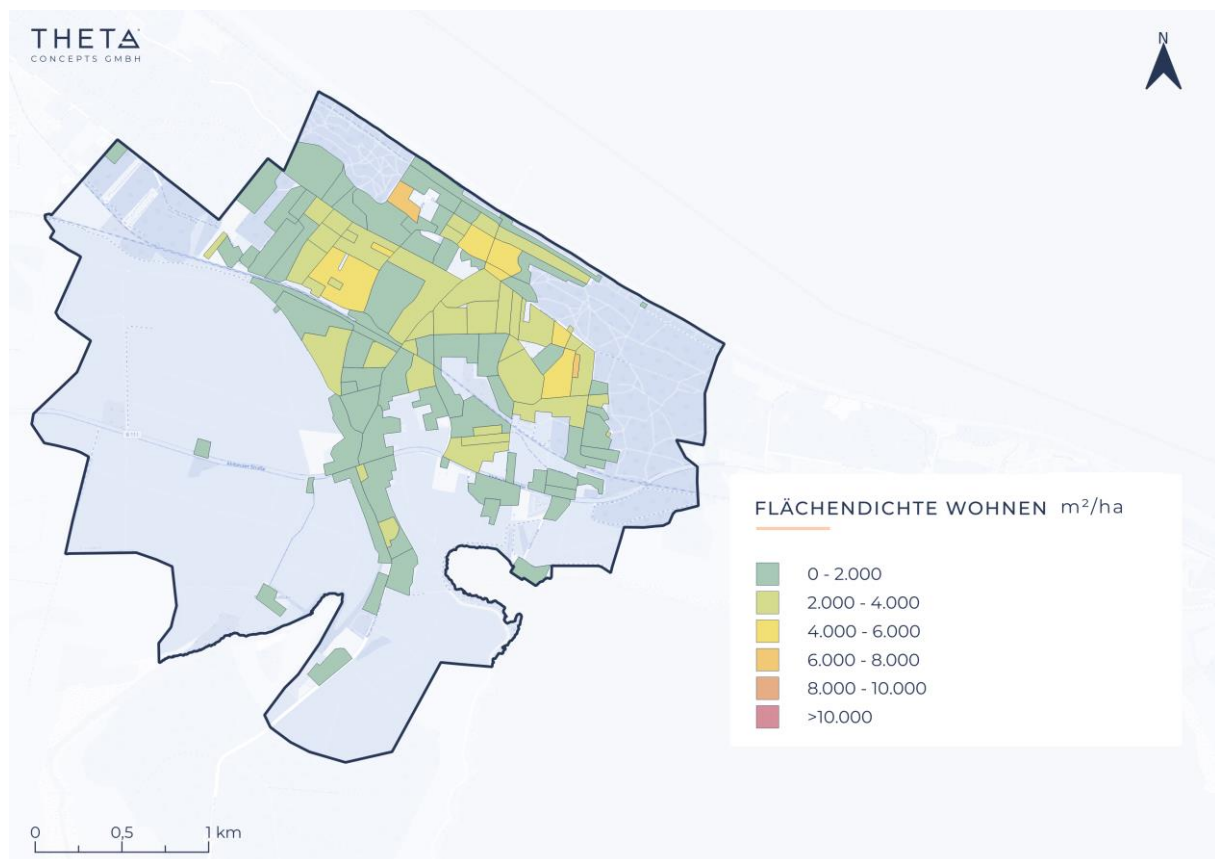 THETA
CONCEPTS GMBH
N
B 111
FLÄCHENDICHTE WOHNEN m²/ha
0 - 2.000
2.000 - 4.000
4.000 - 6.000
6.000 - 8.000
8.000 - 10.000
>10.000
0 0,5 1 km